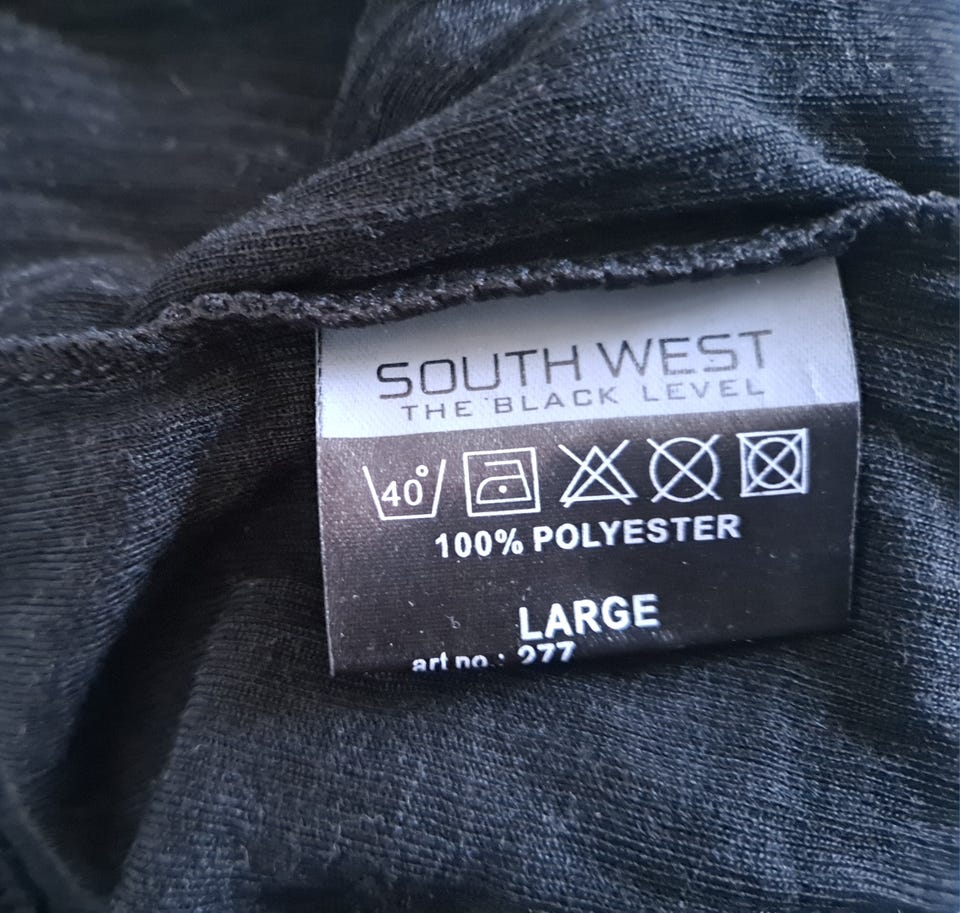 SOUTH WEST
THE BLACK LEVEL
40°
100% POLYESTER
LARGE
art no.: 277